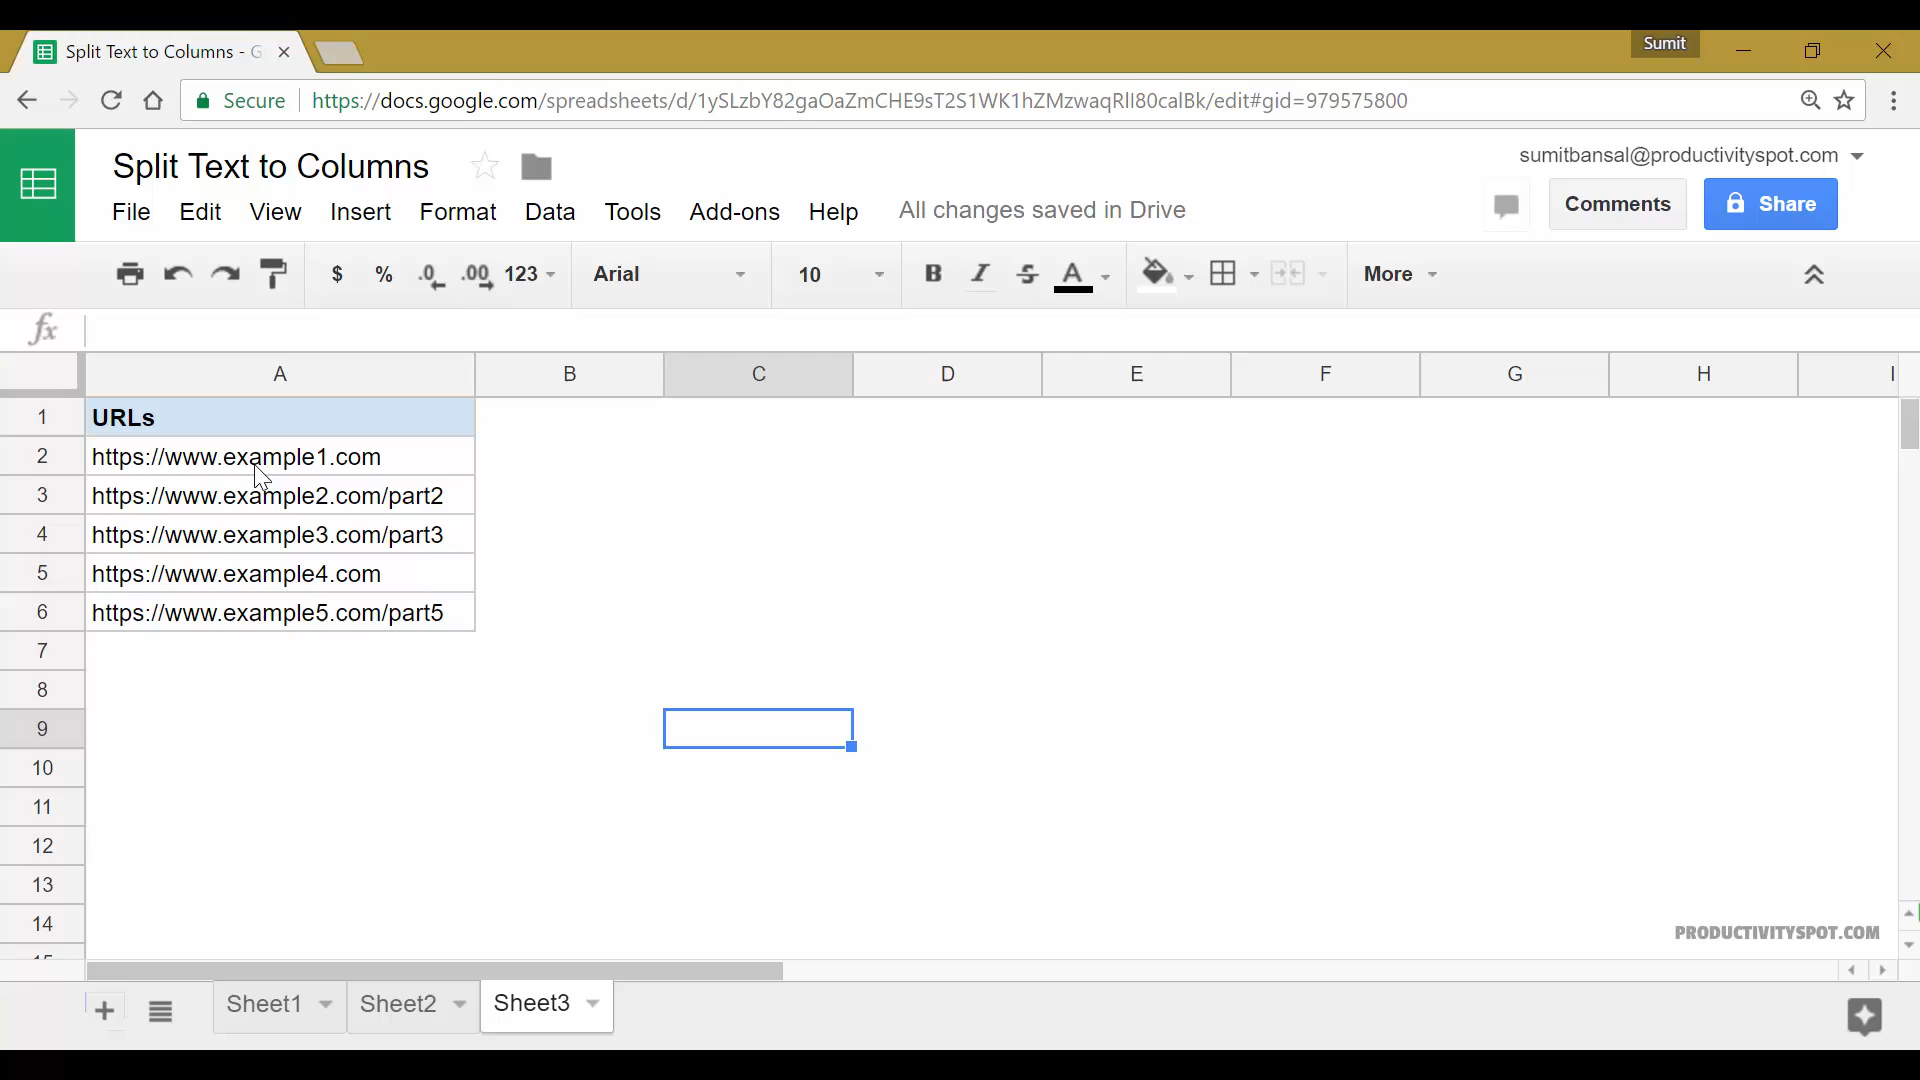 Split Text to Columns - G
Sumit
Secure https://docs.google.com/spreadsheets/d/1ySLzbY82gaOaZmCHE9sT2S1WK1hZMzwaqRlI80calBk/edit#gid=979575800
Split Text to Columns
sumitbansal@productivityspot.com
File Edit View Insert Format Data Tools Add-ons Help All changes saved in Drive
Comments Share
$ % .0 .00 123 Arial 10 B I S A More
fx
A B C D E F G H I
1 URLs
2 https://www.example1.com
3 https://www.example2.com/part2
4 https://www.example3.com/part3
5 https://www.example4.com
6 https://www.example5.com/part5
7
8
9
10
11
12
13
14
15
PRODUCTIVITYSPOT.COM
Sheet1 Sheet2 Sheet3